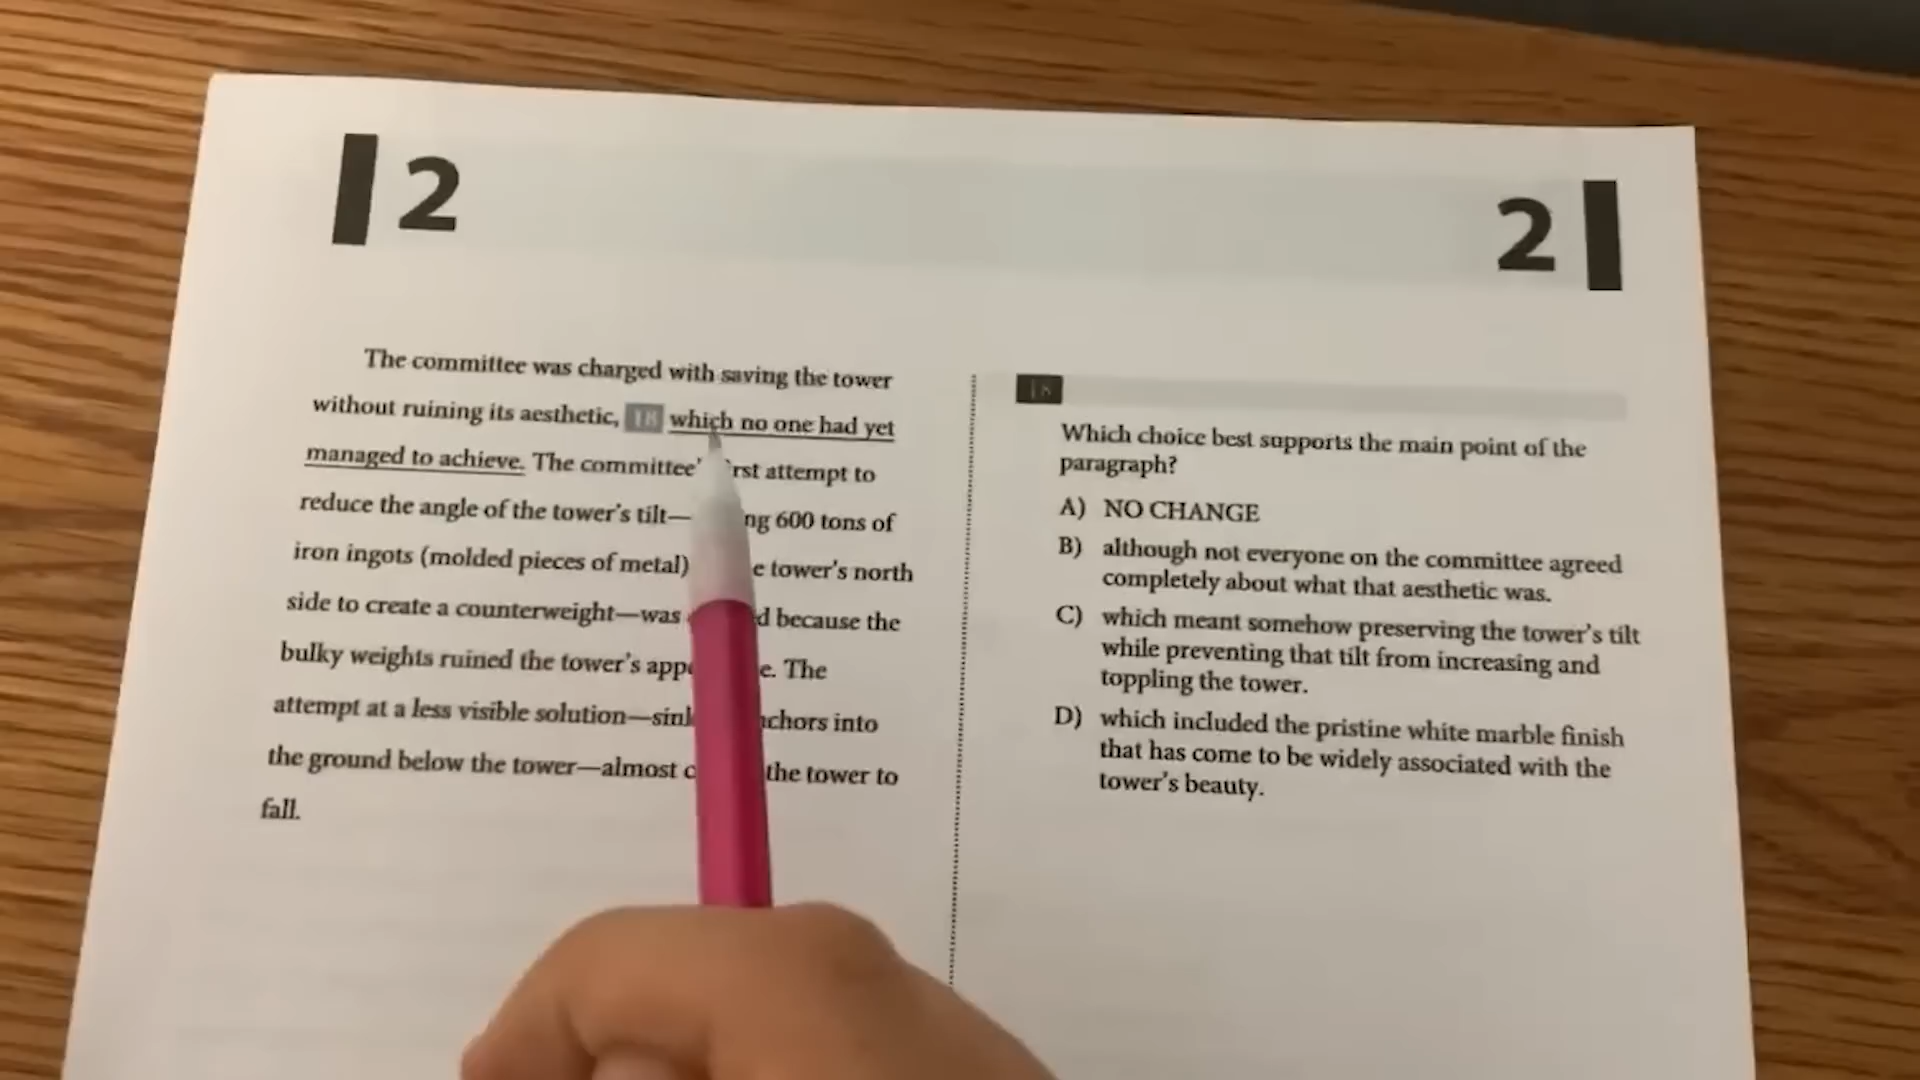 2
2
The committee was charged with saving the tower
without ruining its aesthetic, 18 which no one had yet
managed to achieve. The committee' attempt to
reduce the angle of the tower's tilt— 600 tons of
iron ingots (molded pieces of metal) tower's north
side to create a counterweight—was because the
bulky weights ruined the tower's The
attempt at a less visible solution— into
the ground below the tower—almost the tower to
fall.
18
Which choice best supports the main point of the
paragraph?
A) NO CHANGE
B) although not everyone on the committee agreed
completely about what that aesthetic was.
C) which meant somehow preserving the tower's tilt
while preventing that tilt from increasing and
toppling the tower.
D) which included the pristine white marble finish
that has come to be widely associated with the
tower's beauty.